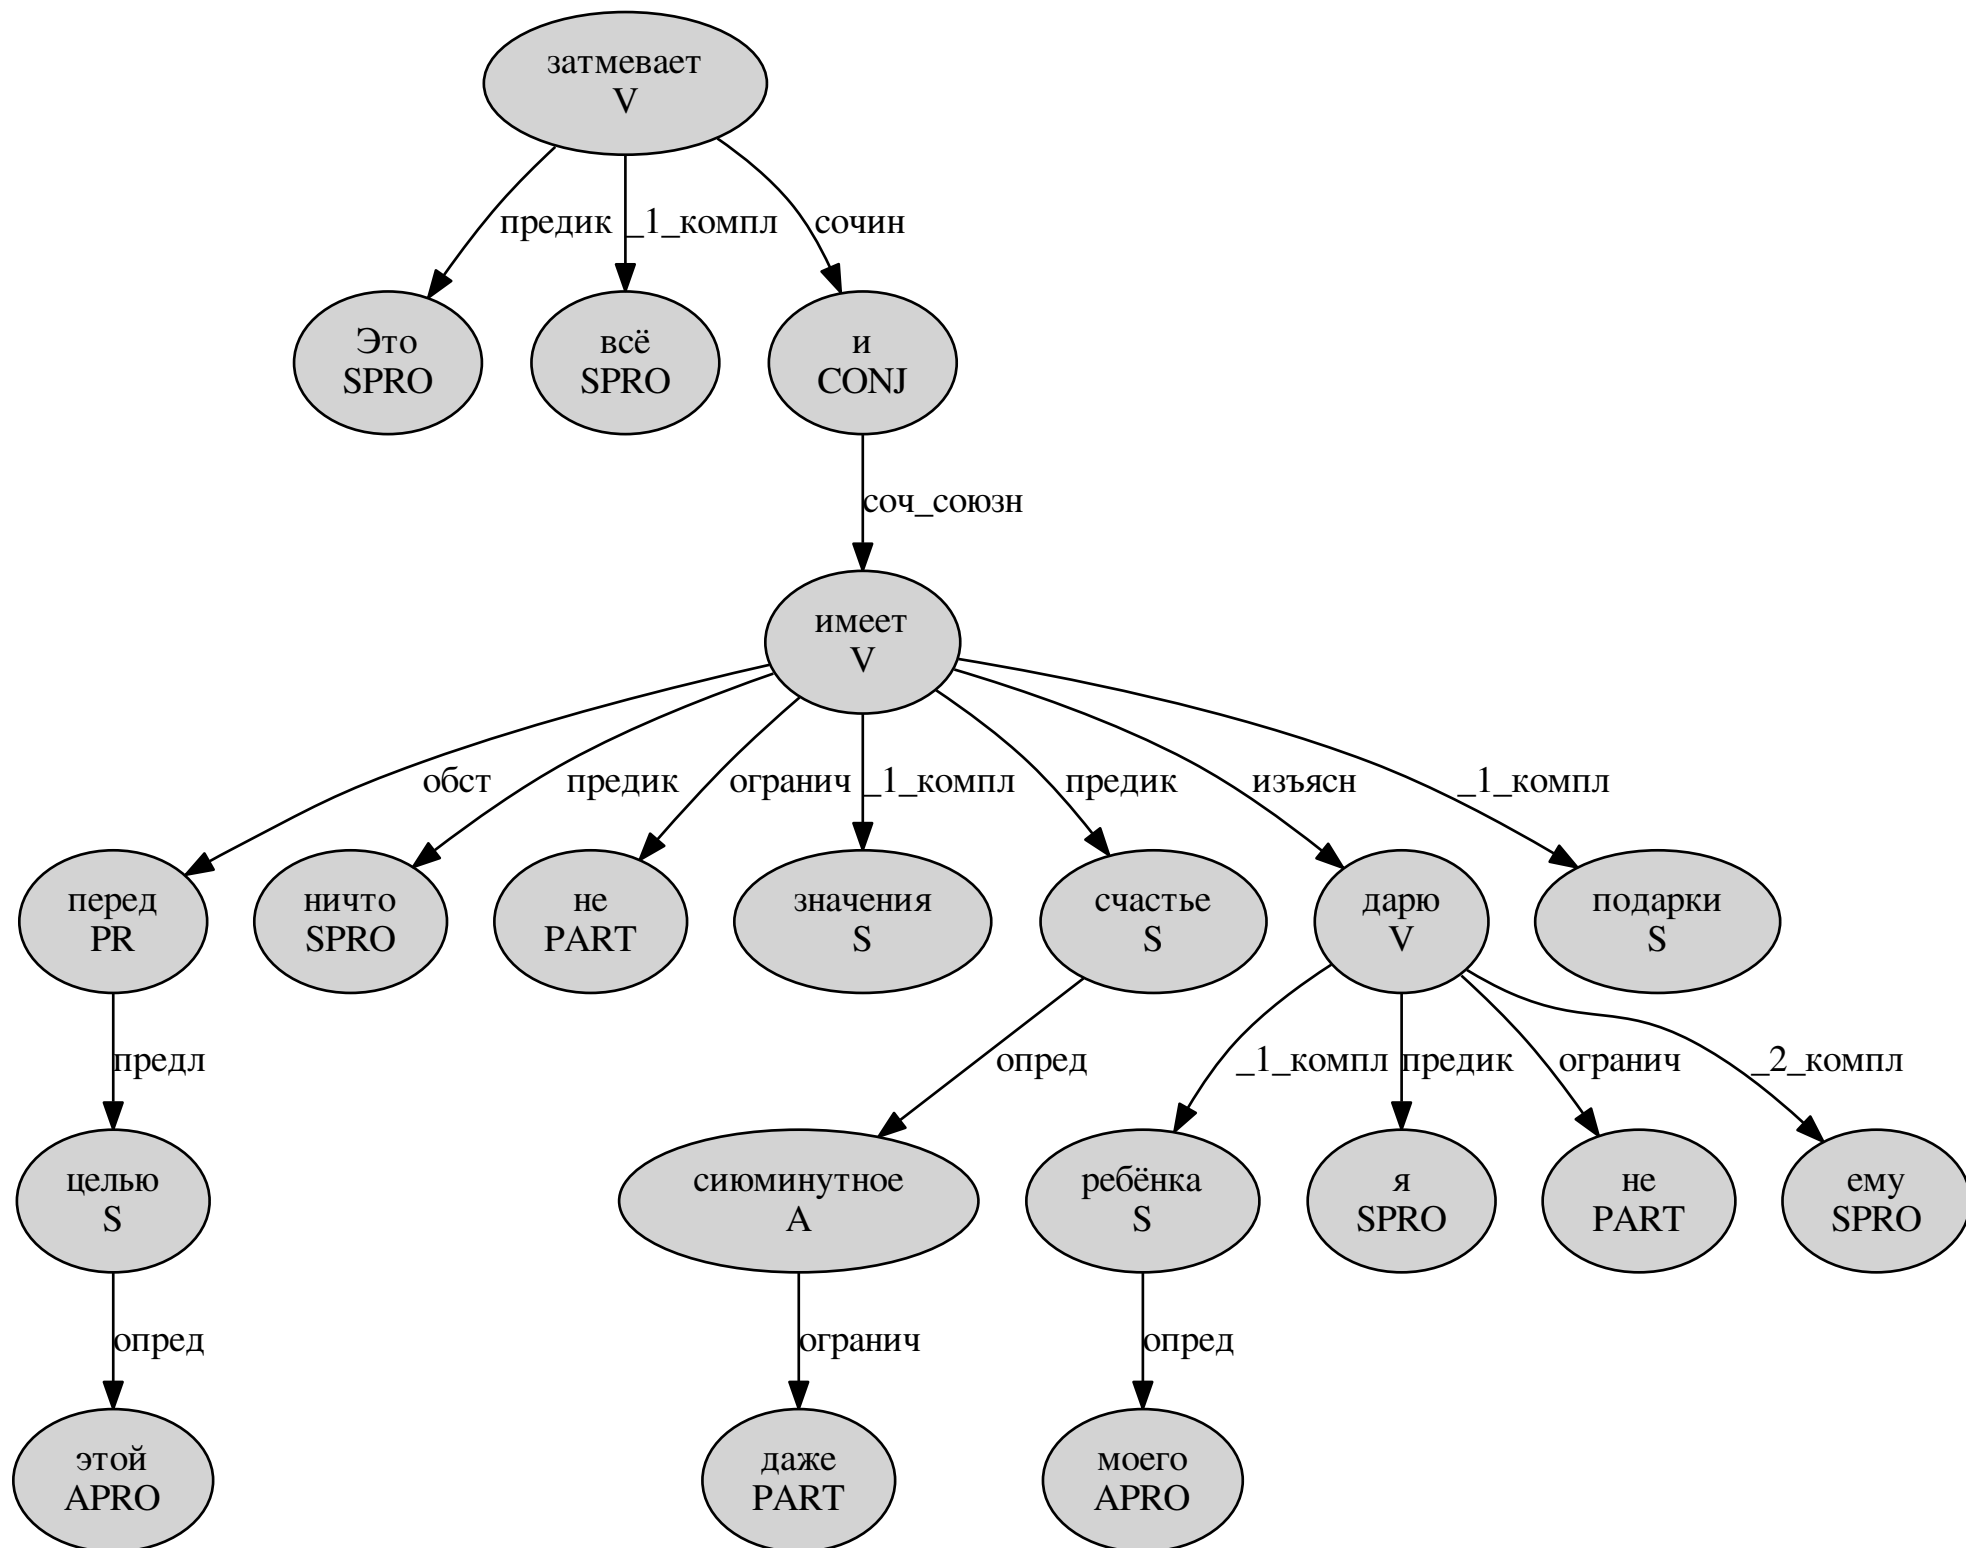 затмевает
V
предик
_1_компл
сочин
Это
SPRO
всё
SPRO
и
CONJ
соч_союзн
имеет
V
обст
предик
огранич
_1_компл
предик
изъясн
_1_компл
перед
PR
ничто
SPRO
не
PART
значения
S
счастье
S
дарю
V
подарки
S
предл
опред
_1_компл
предик
огранич
_2_компл
целью
S
сиюминутное
A
ребёнка
S
я
SPRO
не
PART
ему
SPRO
опред
огранич
опред
этой
APRO
даже
PART
моего
APRO